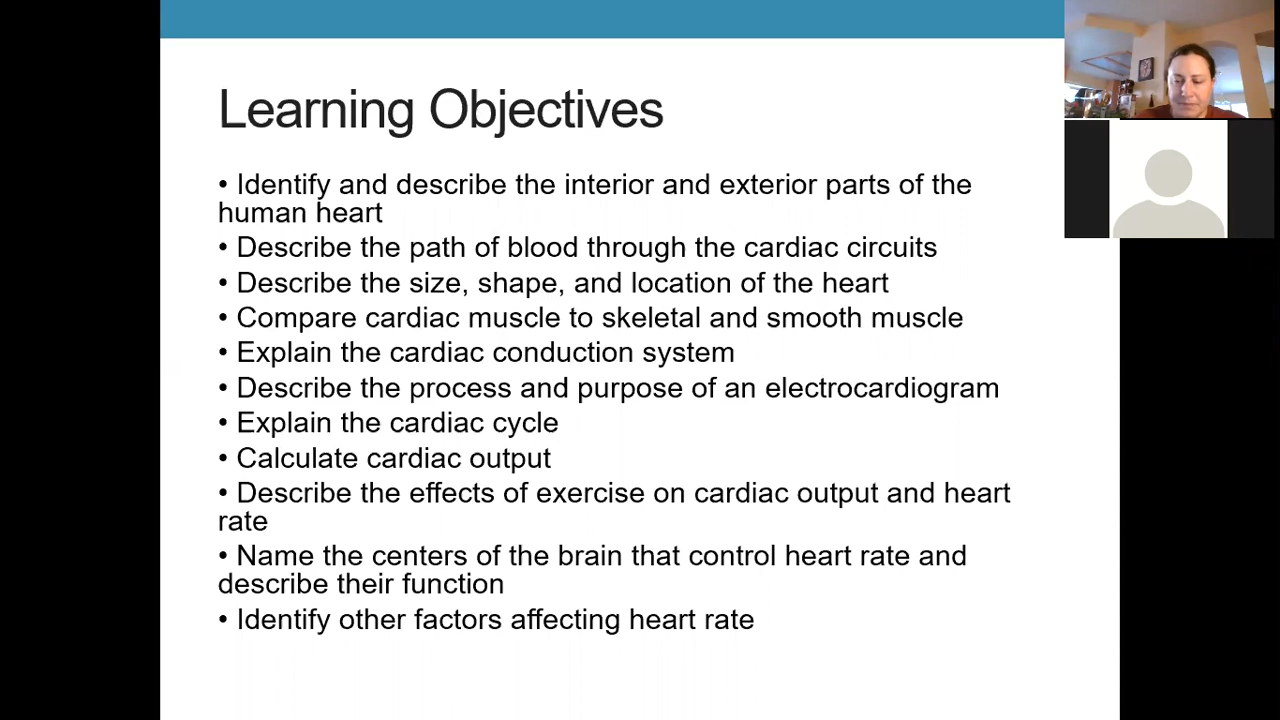 Learning Objectives
• Identify and describe the interior and exterior parts of the
human heart
• Describe the path of blood through the cardiac circuits
• Describe the size, shape, and location of the heart
• Compare cardiac muscle to skeletal and smooth muscle
• Explain the cardiac conduction system
• Describe the process and purpose of an electrocardiogram
• Explain the cardiac cycle
• Calculate cardiac output
• Describe the effects of exercise on cardiac output and heart
rate
• Name the centers of the brain that control heart rate and
describe their function
• Identify other factors affecting heart rate